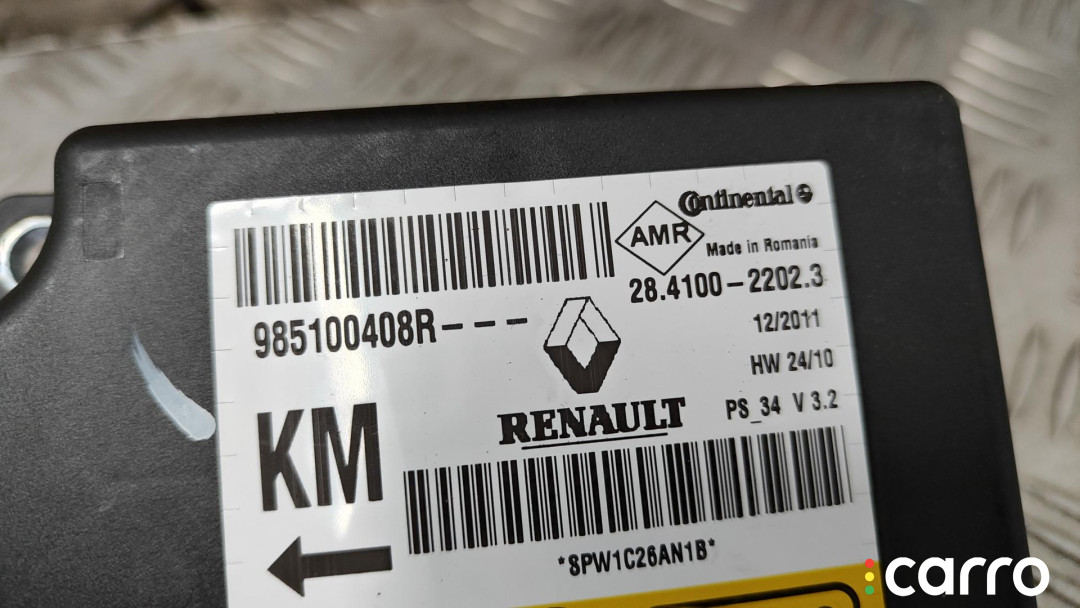 Continental
AMR
Made in Romania
28.4100-2202.3
985100408R---
12/2011
HW 24/10
RENAULT
PS_34 V 3.2
KM
*8PW1C26AN1B*
carro